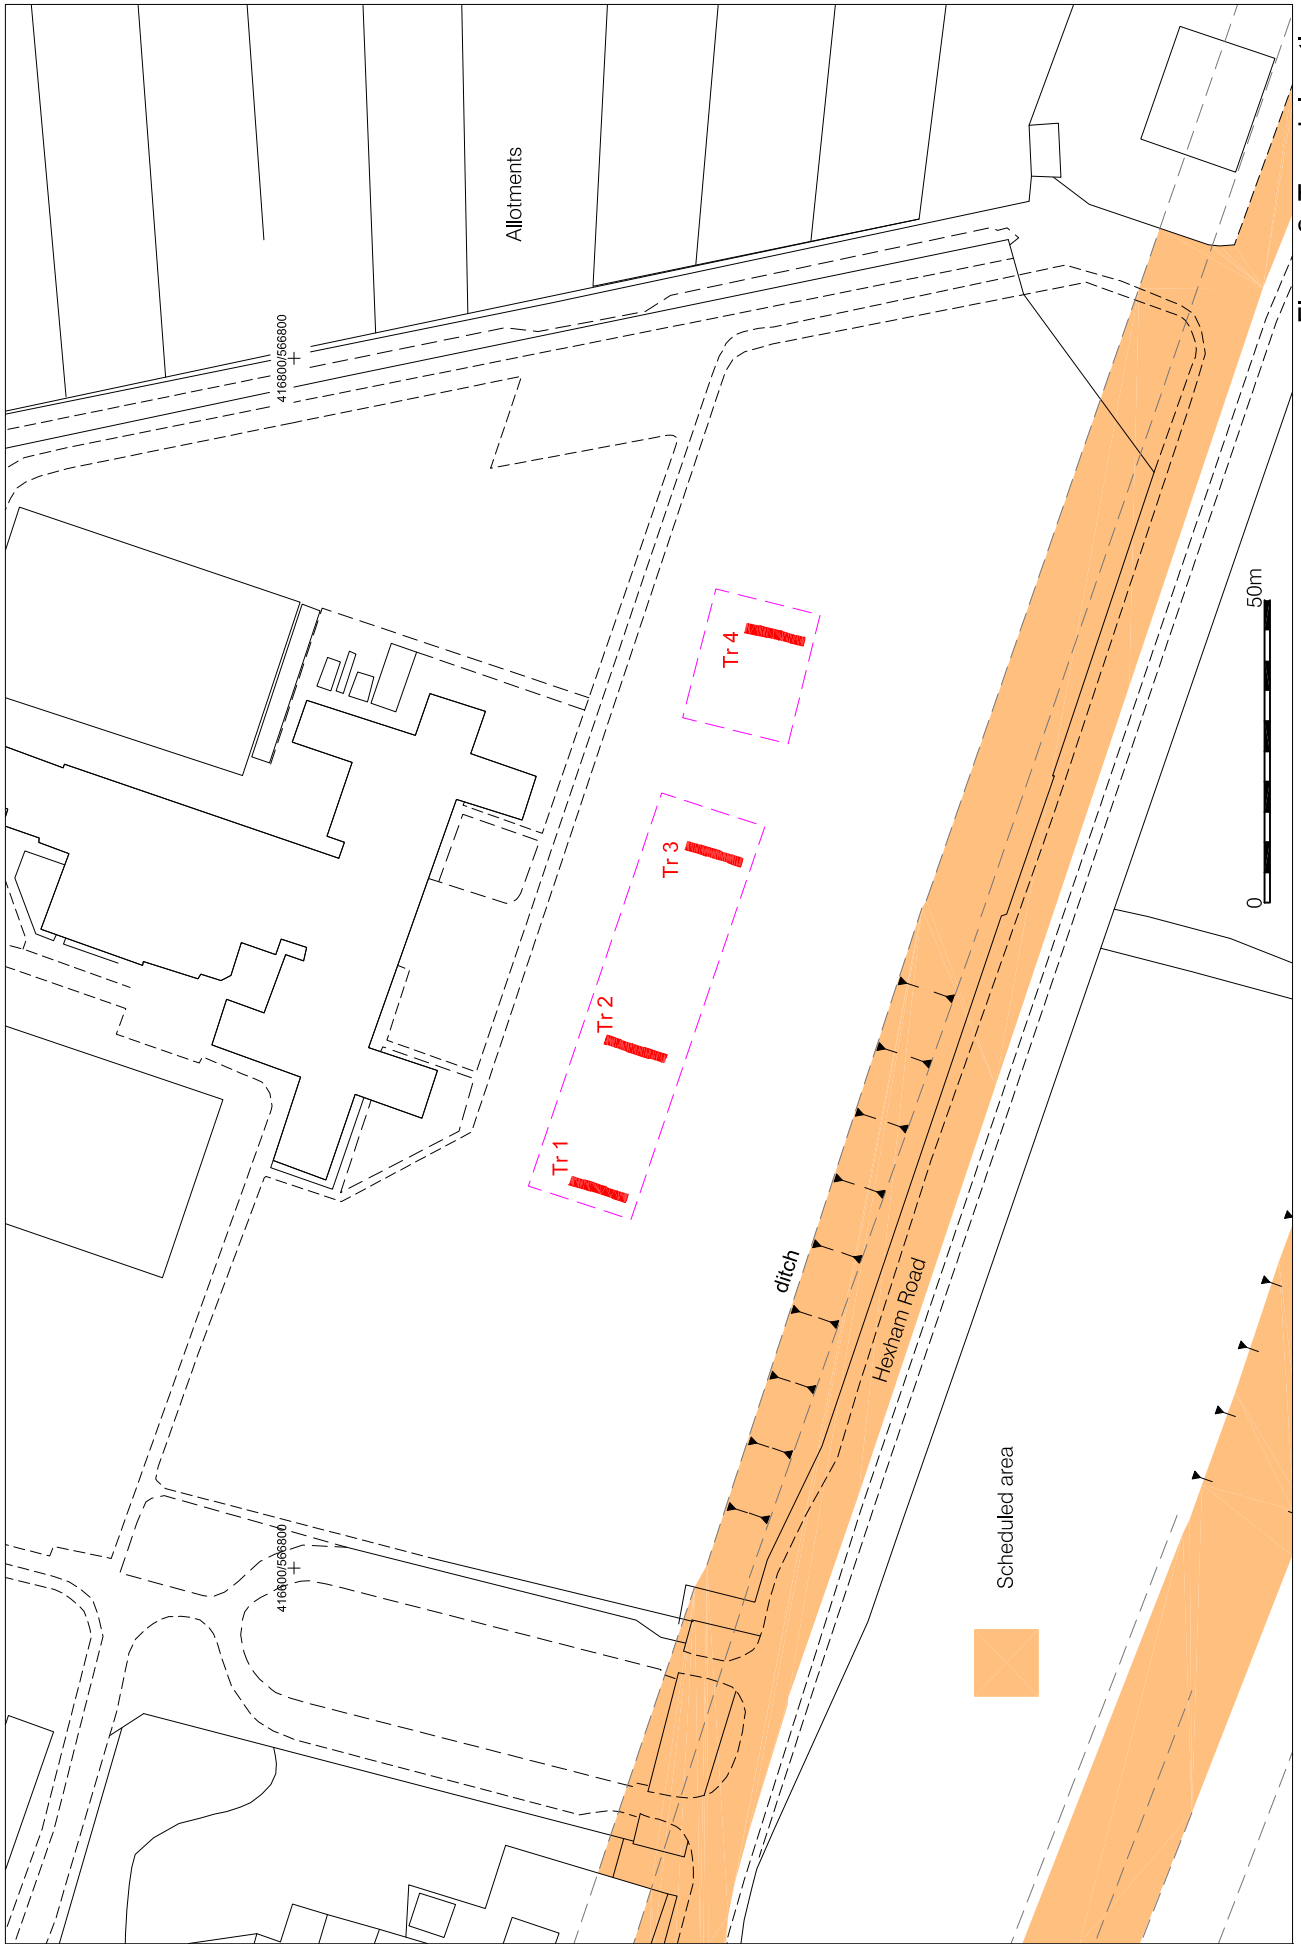 Allotments
416800/566800
Tr 4
Tr 3
Tr 2
Tr 1
ditch
Hexham Road
416600/566800
Scheduled area
0
50m